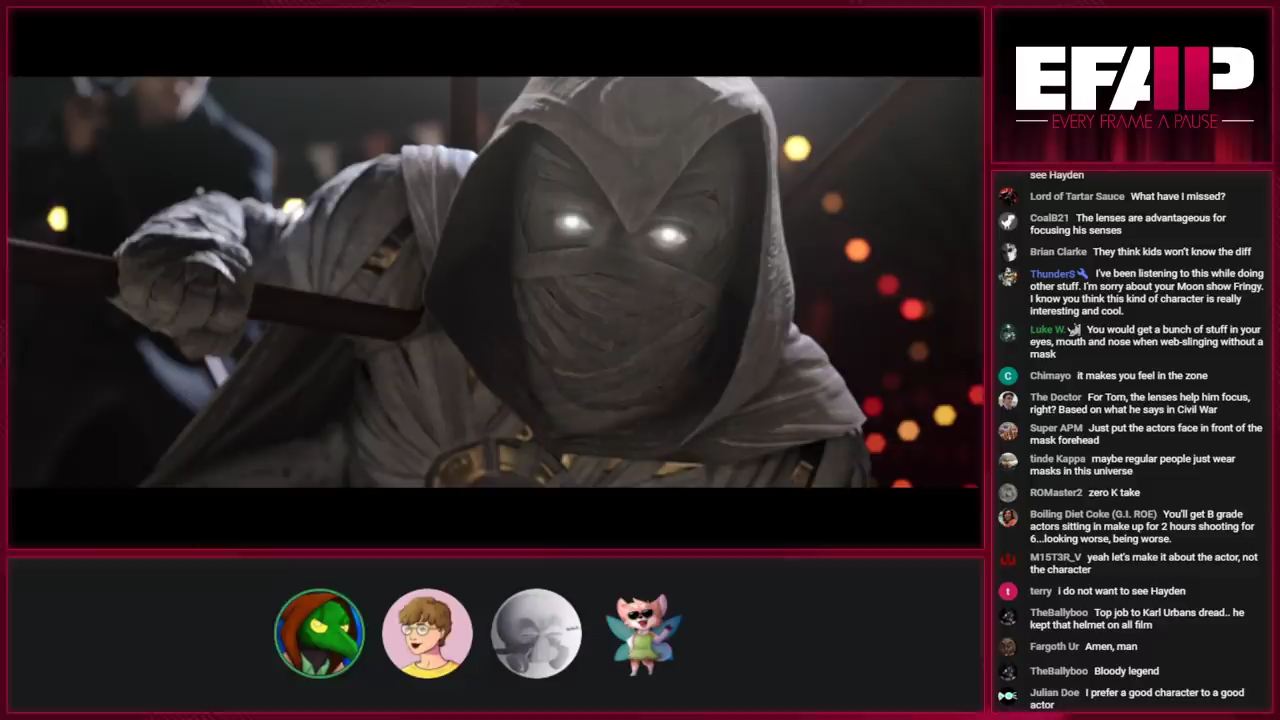 EFAP
EVERY FRAME A PAUSE
see Hayden
Lord of Tartar Sauce What have I missed?
CoalB21 The lenses are advantageous for
focusing his senses
Brian Clarke They think kids won't know the diff
ThunderS I've been listening to this while doing
other stuff. I'm sorry about your Moon show Fringy.
I know you think this kind of character is really
interesting and cool.
Luke W. You would get a bunch of stuff in your
eyes, mouth and nose when web-slinging without a
mask
C Chimayo it makes you feel in the zone
The Doctor For Tom, the lenses help him focus,
right? Based on what he says in Civil War
Super APM Just put the actors face in front of the
mask forehead
tinde Kappa maybe regular people just wear
masks in this universe
ROMaster2 zero K take
Boiling Diet Coke (G.I. ROE) You'll get B grade
actors sitting in make up for 2 hours shooting for
6...looking worse, being worse.
M15T3R_V yeah let's make it about the actor, not
the character
t terry i do not want to see Hayden
TheBallyboo Top job to Karl Urbans dread.. he
kept that helmet on all film
Fargoth Ur Amen, man
TheBallyboo Bloody legend
Julian Doe I prefer a good character to a good
actor